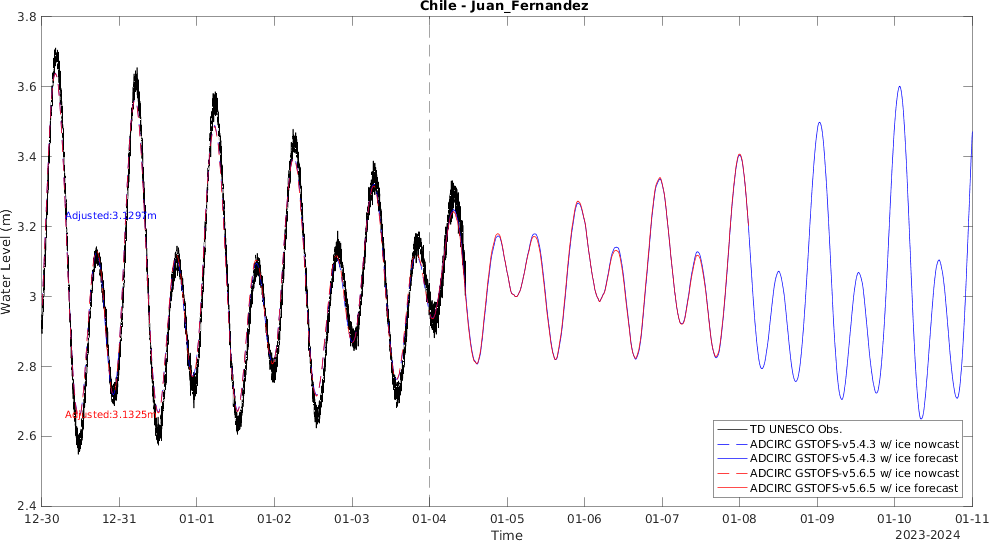 Chile - Juan_Fernandez
3.8
3.6
3.4
3.2
3
2.8
2.6
2.4
Water Level (m)
Adjusted:3.1297m
Adjusted:3.1325m
TD UNESCO Obs.
ADCIRC GSTOFS-v5.4.3 w/ ice nowcast
ADCIRC GSTOFS-v5.4.3 w/ ice forecast
ADCIRC GSTOFS-v5.6.5 w/ ice nowcast
ADCIRC GSTOFS-v5.6.5 w/ ice forecast
12-30 12-31 01-01 01-02 01-03 01-04 01-05 01-06 01-07 01-08 01-09 01-10 01-11
Time
2023-2024